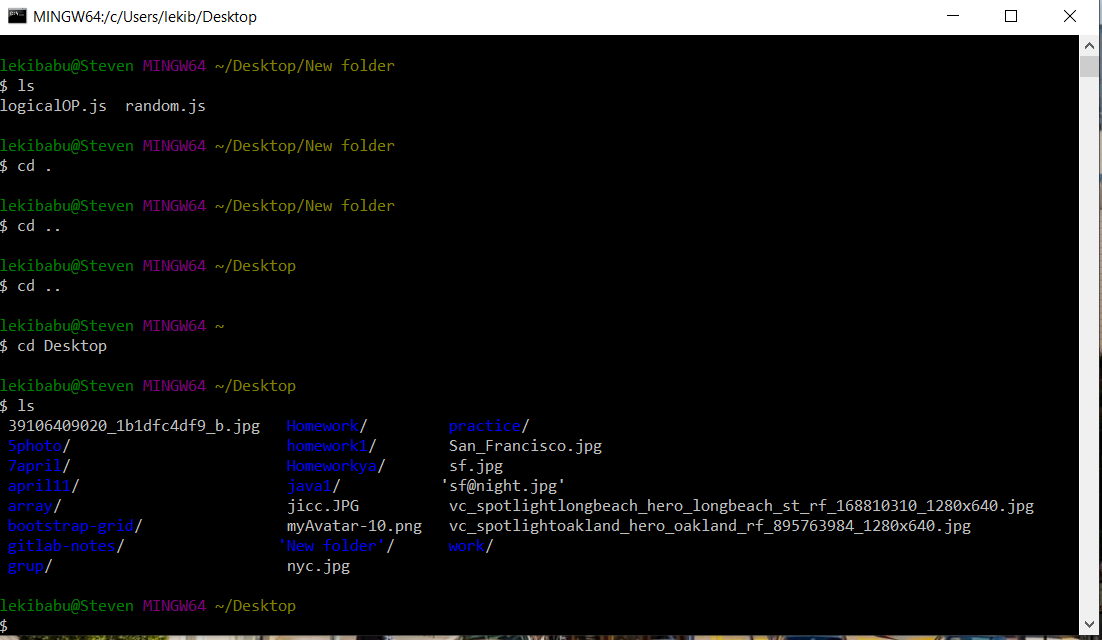 MINGW64:/c/Users/lekib/Desktop
lekibabu@Steven MINGW64 ~/Desktop/New folder
$ ls
logicalOP.js  random.js
lekibabu@Steven MINGW64 ~/Desktop/New folder
$ cd .
lekibabu@Steven MINGW64 ~/Desktop/New folder
$ cd ..
lekibabu@Steven MINGW64 ~/Desktop
$ cd ..
lekibabu@Steven MINGW64 ~
$ cd Desktop
lekibabu@Steven MINGW64 ~/Desktop
$ ls
39106409020_1b1dfc4df9_b.jpg   Homework/         practice/
5photo/                        homework1/        San_Francisco.jpg
7april/                        Homeworkya/       sf.jpg
april11/                       java1/           'sf@night.jpg'
array/                         jicc.JPG          vc_spotlightlongbeach_hero_longbeach_st_rf_168810310_1280x640.jpg
bootstrap-grid/                myAvatar-10.png   vc_spotlightoakland_hero_oakland_rf_895763984_1280x640.jpg
gitlab-notes/                 'New folder'/      work/
grup/                          nyc.jpg
lekibabu@Steven MINGW64 ~/Desktop
$